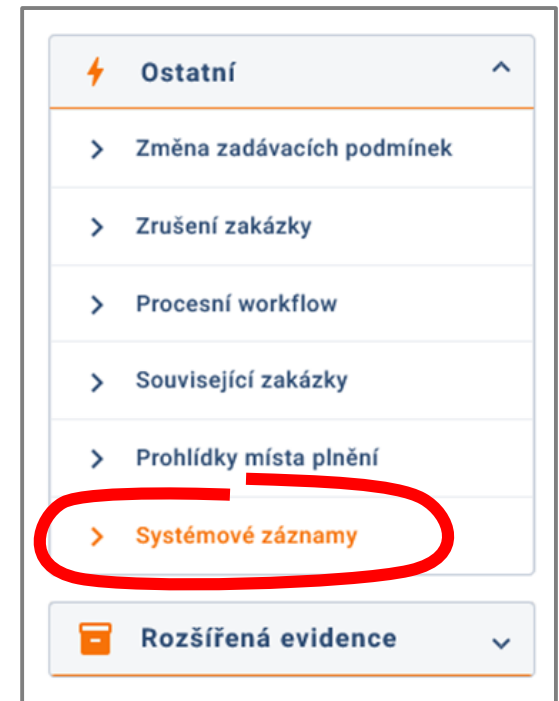 Ostatní
Změna zadávacích podmínek
Zrušení zakázky
Procesní workflow
Související zakázky
Prohlídky místa plnění
Systémové záznamy
Rozšířená evidence